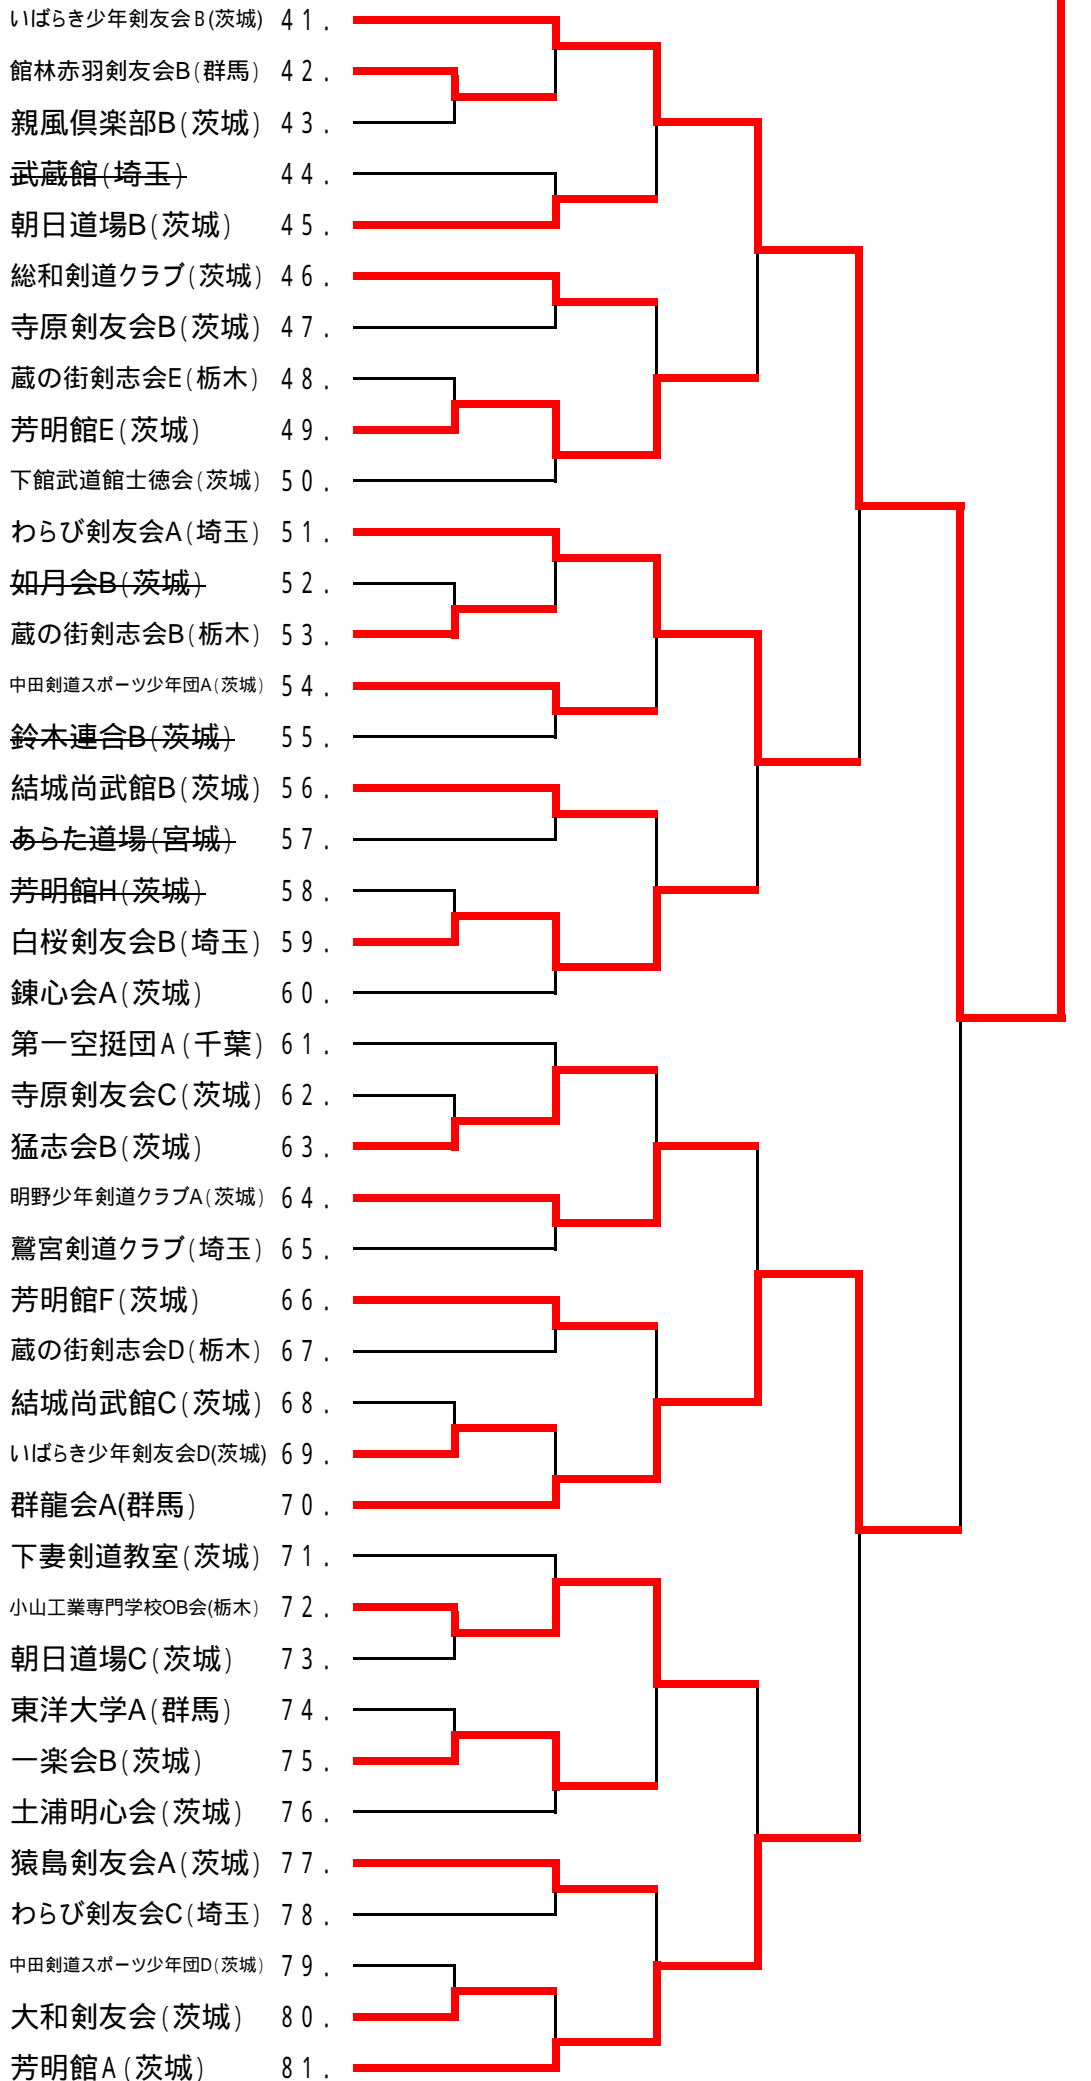 いばらき少年剣友会B(茨城) 41.
館林赤羽剣友会B(群馬) 42.
親風倶楽部B(茨城) 43.
武蔵館(埼玉) 44.
朝日道場B(茨城) 45.
総和剣道クラブ(茨城) 46.
寺原剣友会B(茨城) 47.
蔵の街剣志会E(栃木) 48.
芳明館E(茨城) 49.
下館武道館士徳会(茨城) 50.
わらび剣友会A(埼玉) 51.
如月会B(茨城) 52.
蔵の街剣志会B(栃木) 53.
中田剣道スポーツ少年団A(茨城) 54.
鈴木連合B(茨城) 55.
結城尚武館B(茨城) 56.
あらた道場(宮城) 57.
芳明館H(茨城) 58.
白桜剣友会B(埼玉) 59.
錬心会A(茨城) 60.
第一空挺団A(千葉) 61.
寺原剣友会C(茨城) 62.
猛志会B(茨城) 63.
明野少年剣道クラブA(茨城) 64.
鷲宮剣道クラブ(埼玉) 65.
芳明館F(茨城) 66.
蔵の街剣志会D(栃木) 67.
結城尚武館C(茨城) 68.
いばらき少年剣友会D(茨城) 69.
群龍会A(群馬) 70.
下妻剣道教室(茨城) 71.
小山工業専門学校OB会(栃木) 72.
朝日道場C(茨城) 73.
東洋大学A(群馬) 74.
一楽会B(茨城) 75.
土浦明心会(茨城) 76.
猿島剣友会A(茨城) 77.
わらび剣友会C(埼玉) 78.
中田剣道スポーツ少年団D(茨城) 79.
大和剣友会(茨城) 80.
芳明館A(茨城) 81.